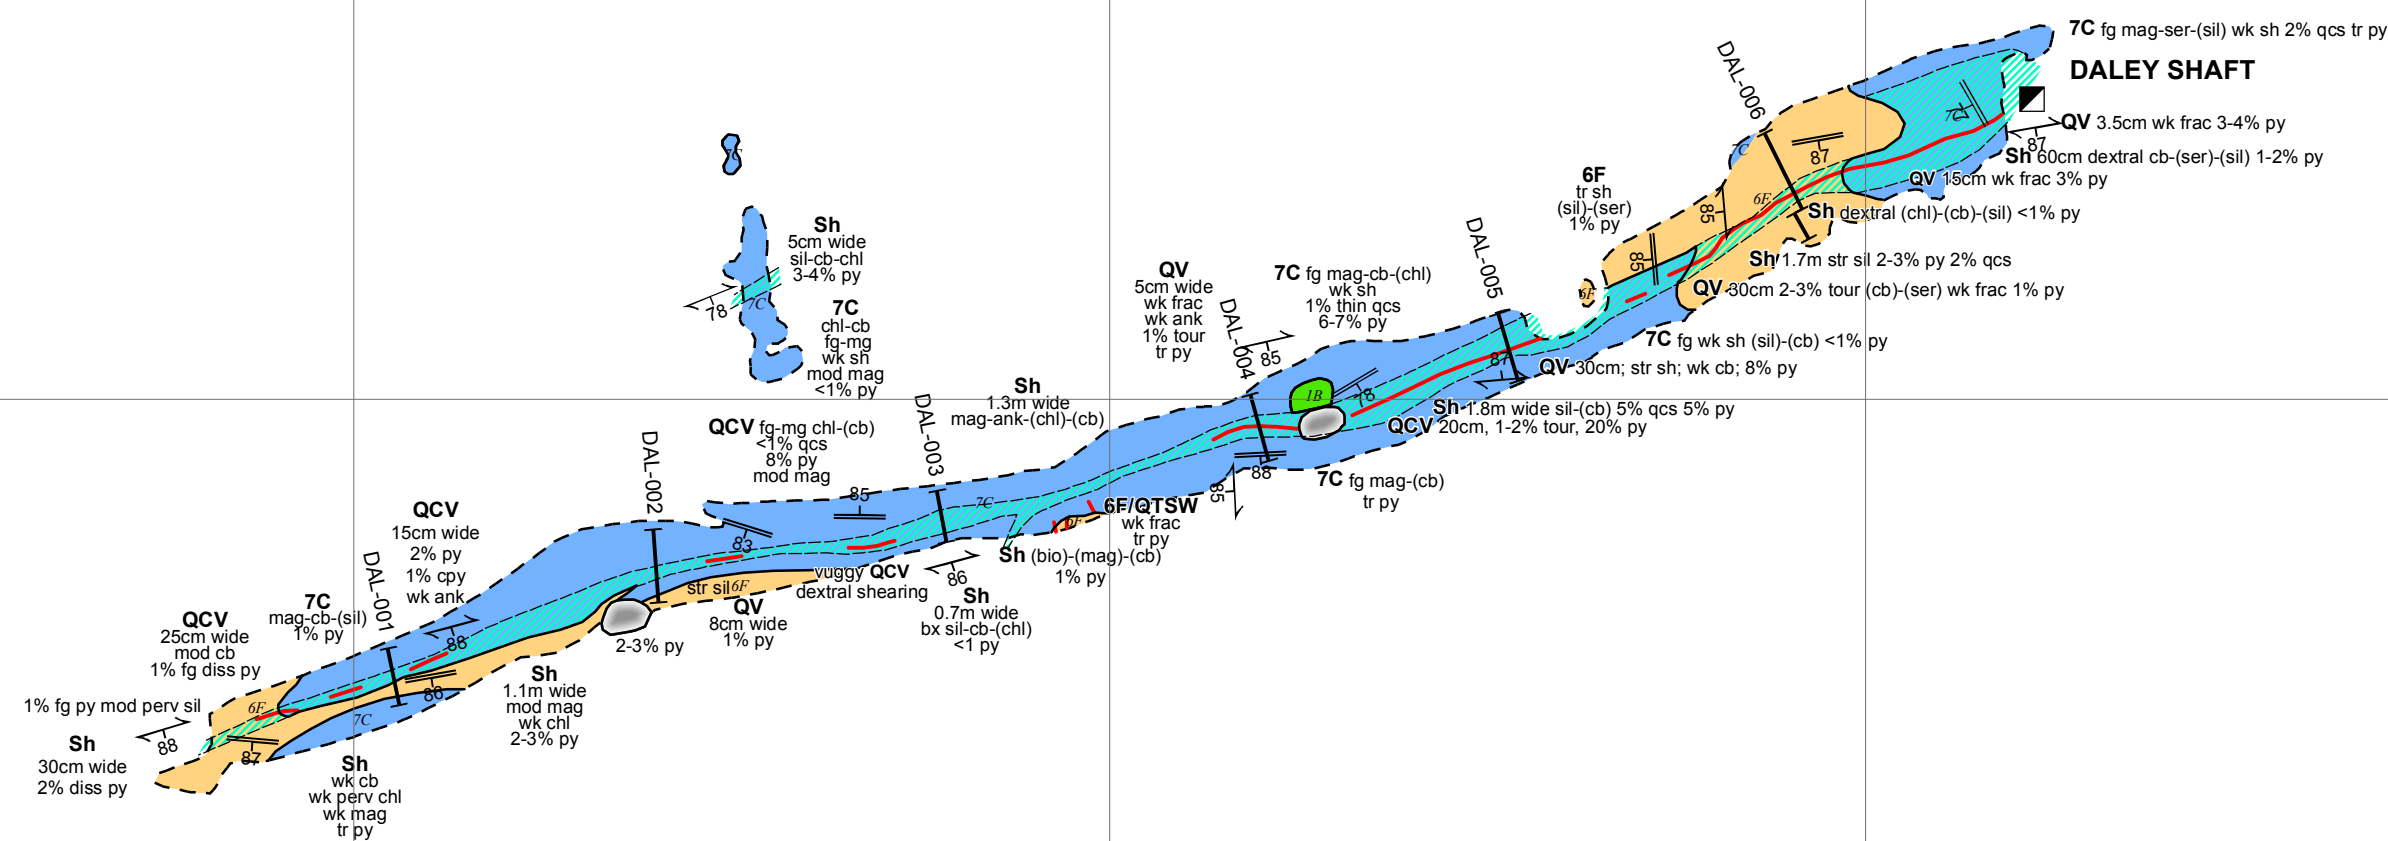 7C fg mag-ser-(sil) wk sh 2% qcs tr py
DALEY SHAFT
QV 3.5cm wk frac 3-4% py
Sh 60cm dextral cb-(ser)-(sil) 1-2% py
QV 15cm wk frac 3% py
Sh dextral (chl)-(cb)-(sil) <1% py
Sh 1.7m str sil 2-3% py 2% qcs
QV 30cm 2-3% tour (cb)-(ser) wk frac 1% py
7C fg wk sh (sil)-(cb) <1% py
QV 30cm; str sh; wk cb; 8% py
Sh 1.8m wide sil-(cb) 5% qcs 5% py
QCV 20cm, 1-2% tour, 20% py
DAL-006
7C
87
87
72
6F
85
85
6F
6F
tr sh
(sil)-(ser)
1% py
DAL-005
87
7C fg mag-cb-(chl)
wk sh
1% thin qcs
6-7% py
QV
5cm wide
wk frac
wk ank
1% tour
tr py
DAL-004
85
1B
78
88
85
7C fg mag-(cb)
tr py
7C
Sh
5cm wide
sil-cb-chl
3-4% py
78
7C
7C
chl-cb
fg-mg
wk sh
mod mag
<1% py
Sh
1.3m wide
mag-ank-(chl)-(cb)
DAL-003
7C
6F
6F/QTSW
wk frac
tr py
Sh (bio)-(mag)-(cb)
1% py
QCV fg-mg chl-(cb)
<1% qcs
8% py
mod mag
85
83
DAL-002
vuggy QCV
dextral shearing
86
Sh
0.7m wide
bx sil-cb-(chl)
<1 py
str sil 6F
QV
8cm wide
1% py
2-3% py
QCV
15cm wide
2% py
1% cpy
wk ank
DAL-001
88
86
7C
mag-cb-(sil)
1% py
QCV
25cm wide
mod cb
1% fg diss py
Sh
1.1m wide
mod mag
wk chl
2-3% py
1% fg py mod perv sil
6F
7C
88
87
Sh
30cm wide
2% diss py
Sh
wk cb
wk perv chl
wk mag
tr py